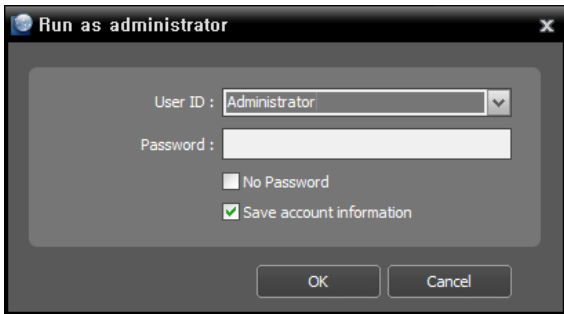 Run as administrator
User ID : Administrator
Password :
No Password
Save account information
OK Cancel